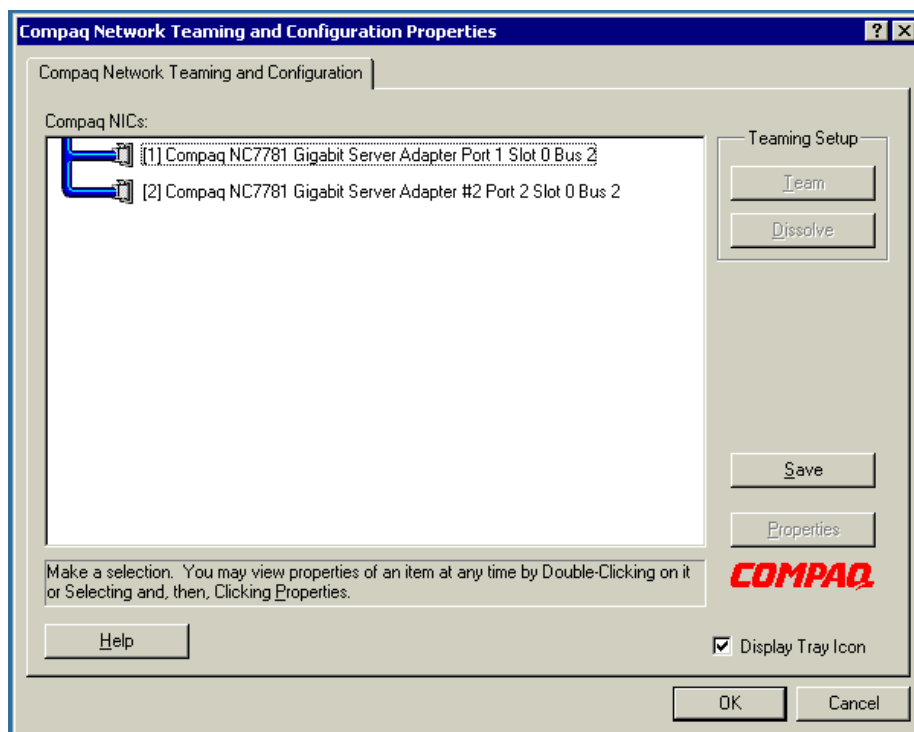 Compaq Network Teaming and Configuration Properties
Compaq Network Teaming and Configuration
Compaq NICs:
[1] Compaq NC7781 Gigabit Server Adapter Port 1 Slot 0 Bus 2
[2] Compaq NC7781 Gigabit Server Adapter #2 Port 2 Slot 0 Bus 2
Teaming Setup
Team
Dissolve
Save
Properties
Make a selection. You may view properties of an item at any time by Double-Clicking on it
or Selecting and, then, Clicking Properties.
COMPAQ
Help
Display Tray Icon
OK
Cancel